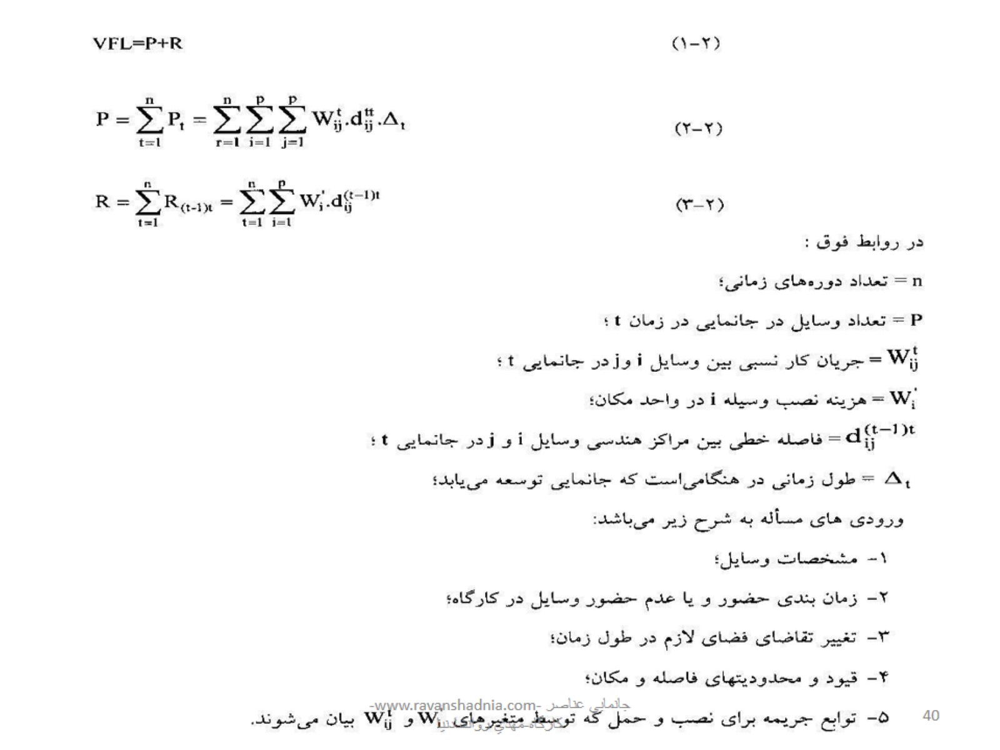 VFL=P+R (۱-۲)
P = \sum_{t=1}^{n} P_t = \sum_{r=1}^{n} \sum_{i=1}^{p} \sum_{j=1}^{p} W_{ij}^{t}.d_{ij}^{tt}.Δ_t (۲-۲)
R = \sum_{t=1}^{n} R_{(t-1)t} = \sum_{t=1}^{n} \sum_{i=1}^{p} W_i^{'}.d_{ij}^{(t-1)t} (۳-۲)
در روابط فوق :
n = تعداد دوره‌های زمانی؛
P = تعداد وسایل در جانمایی در زمان t ؛
W_{ij}^{t} = جریان کار نسبی بین وسایل i وj در جانمایی t ؛
W_i^{'} = هزینه نصب وسیله i در واحد مکان؛
d_{ij}^{(t-1)t} = فاصله خطی بین مراکز هندسی وسایل i و j در جانمایی t ؛
Δ_t = طول زمانی در هنگامی‌است که جانمایی توسعه می‌یابد؛
ورودی های مسأله به شرح زیر می‌باشد:
۱- مشخصات وسایل؛
۲- زمان بندی حضور و یا عدم حضور وسایل در کارگاه؛
۳- تغییر تقاضای فضای لازم در طول زمان؛
۴- قیود و محدودیتهای فاصله و مکان؛
جانمایی عناصر -www.ravanshadnia.com-
۵- توابع جریمه برای نصب و حمل که توسط متغیرهای W_i^{'} و W_{ij}^{t} بیان می‌شوند.
کارگاه-مهدی روانشادنیا
40